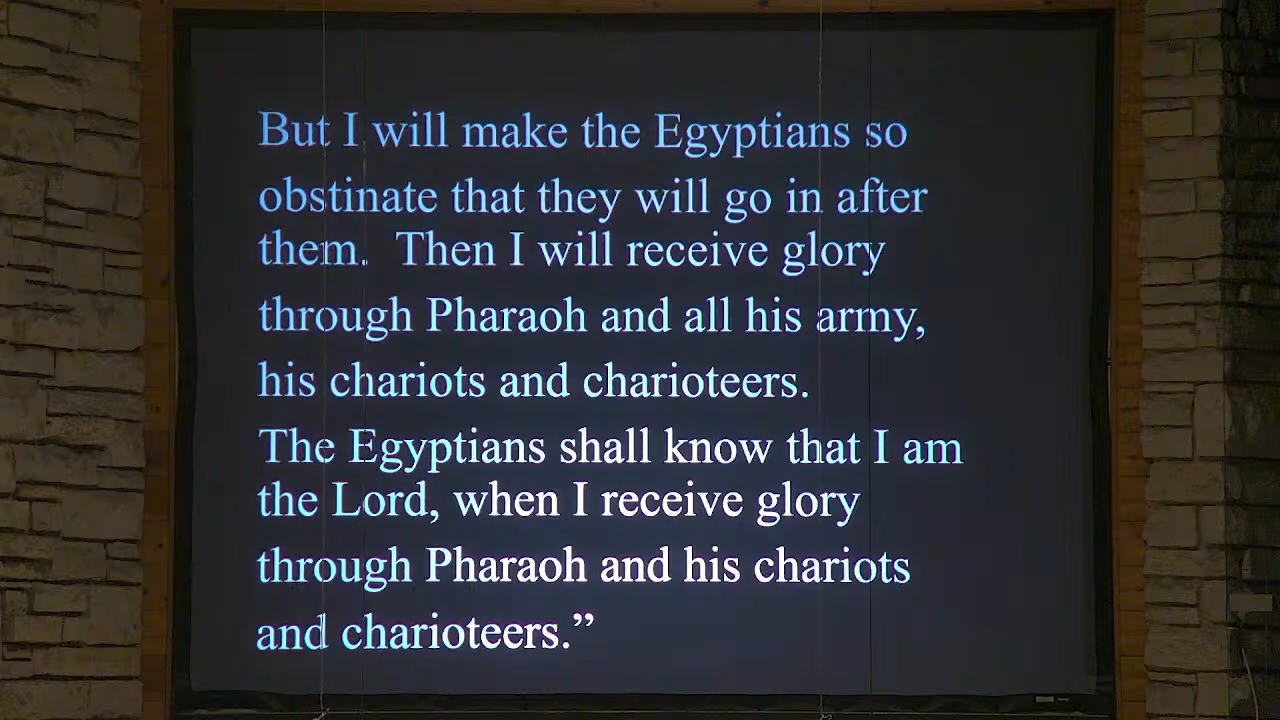 But I will make the Egyptians so
obstinate that they will go in after
them.  Then I will receive glory
through Pharaoh and all his army,
his chariots and charioteers.
The Egyptians shall know that I am
the Lord, when I receive glory
through Pharaoh and his chariots
and charioteers.”